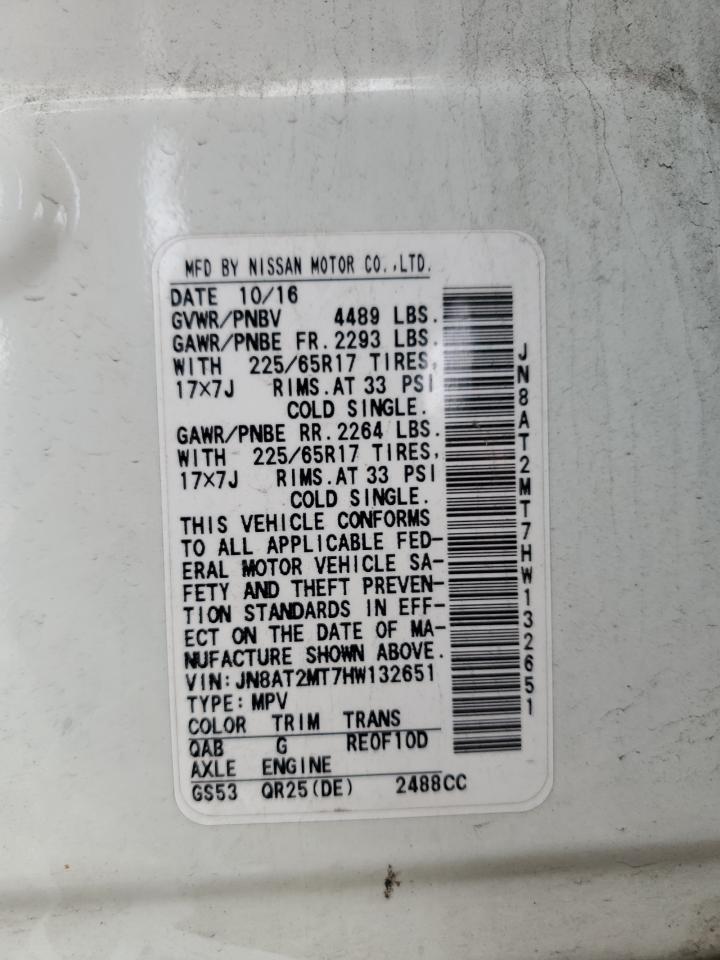 MFD BY NISSAN MOTOR CO.,LTD.
DATE 10/16
GVWR/PNBV 4489 LBS.
GAWR/PNBE FR.2293 LBS.
WITH 225/65R17 TIRES,
17×7J RIMS.AT 33 PSI
COLD SINGLE.
GAWR/PNBE RR.2264 LBS.
WITH 225/65R17 TIRES,
17×7J RIMS.AT 33 PSI
COLD SINGLE.
THIS VEHICLE CONFORMS
TO ALL APPLICABLE FED-
ERAL MOTOR VEHICLE SA-
FETY AND THEFT PREVEN-
TION STANDARDS IN EFF-
ECT ON THE DATE OF MA-
NUFACTURE SHOWN ABOVE.
VIN:JN8AT2MT7HW132651
TYPE:MPV
COLOR TRIM TRANS
QAB G RE0F10D
AXLE ENGINE
GS53 QR25(DE) 2488CC
JN8AT2MT7HW132651